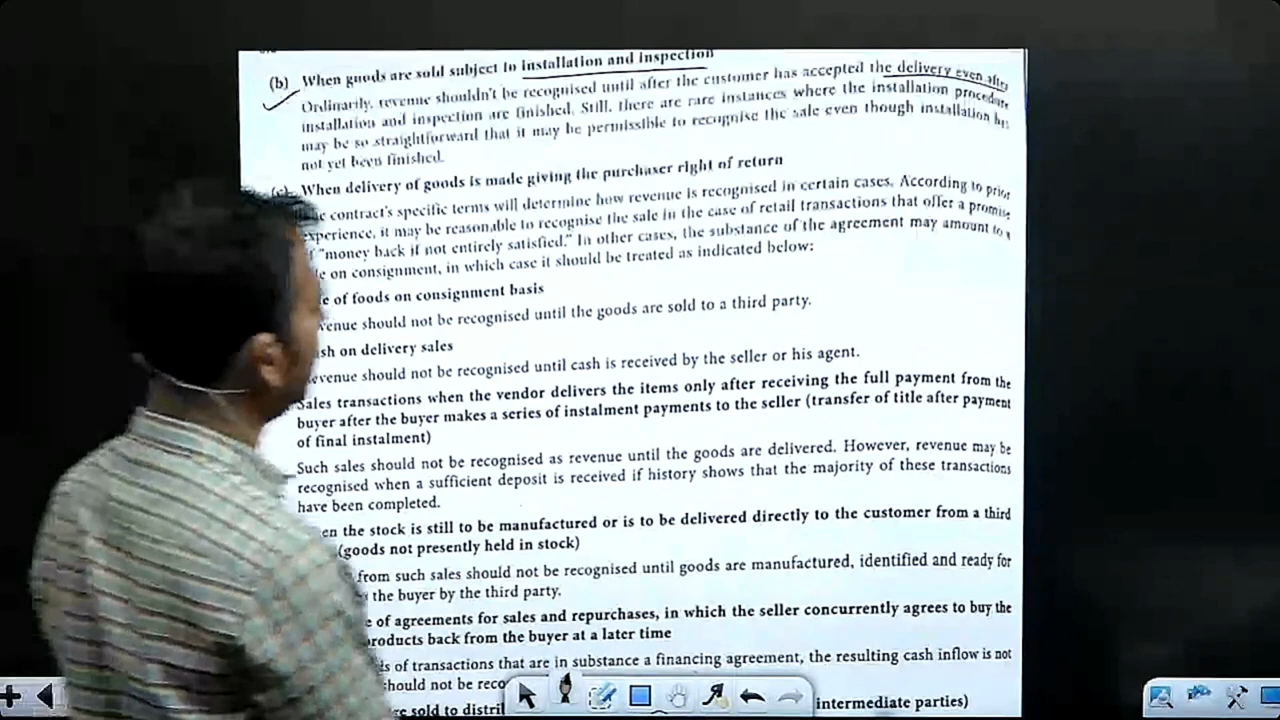 (b) When goods are sold subject to installation and inspection
Ordinarily, revenue shouldn't be recognised until after the customer has accepted the delivery even after
installation and inspection are finished. Still, there are rare instances where the installation procedure
may be so straightforward that it may be permissible to recognise the sale even though installation has
not yet been finished.
(c) When delivery of goods is made giving the purchaser right of return
contract's specific terms will determine how revenue is recognised in certain cases. According to prior
experience, it may be reasonable to recognise the sale in the case of retail transactions that offer a promise
"money back if not entirely satisfied." In other cases, the substance of the agreement may amount to a
on consignment, in which case it should be treated as indicated below:
of foods on consignment basis
venue should not be recognised until the goods are sold to a third party.
sh on delivery sales
evenue should not be recognised until cash is received by the seller or his agent.
Sales transactions when the vendor delivers the items only after receiving the full payment from the
buyer after the buyer makes a series of instalment payments to the seller (transfer of title after payment
of final instalment)
Such sales should not be recognised as revenue until the goods are delivered. However, revenue may be
recognised when a sufficient deposit is received if history shows that the majority of these transactions
have been completed.
en the stock is still to be manufactured or is to be delivered directly to the customer from a third
(goods not presently held in stock)
from such sales should not be recognised until goods are manufactured, identified and ready for
the buyer by the third party.
e of agreements for sales and repurchases, in which the seller concurrently agrees to buy the
products back from the buyer at a later time
ds of transactions that are in substance a financing agreement, the resulting cash inflow is not
should not be reco
re sold to distri intermediate parties)